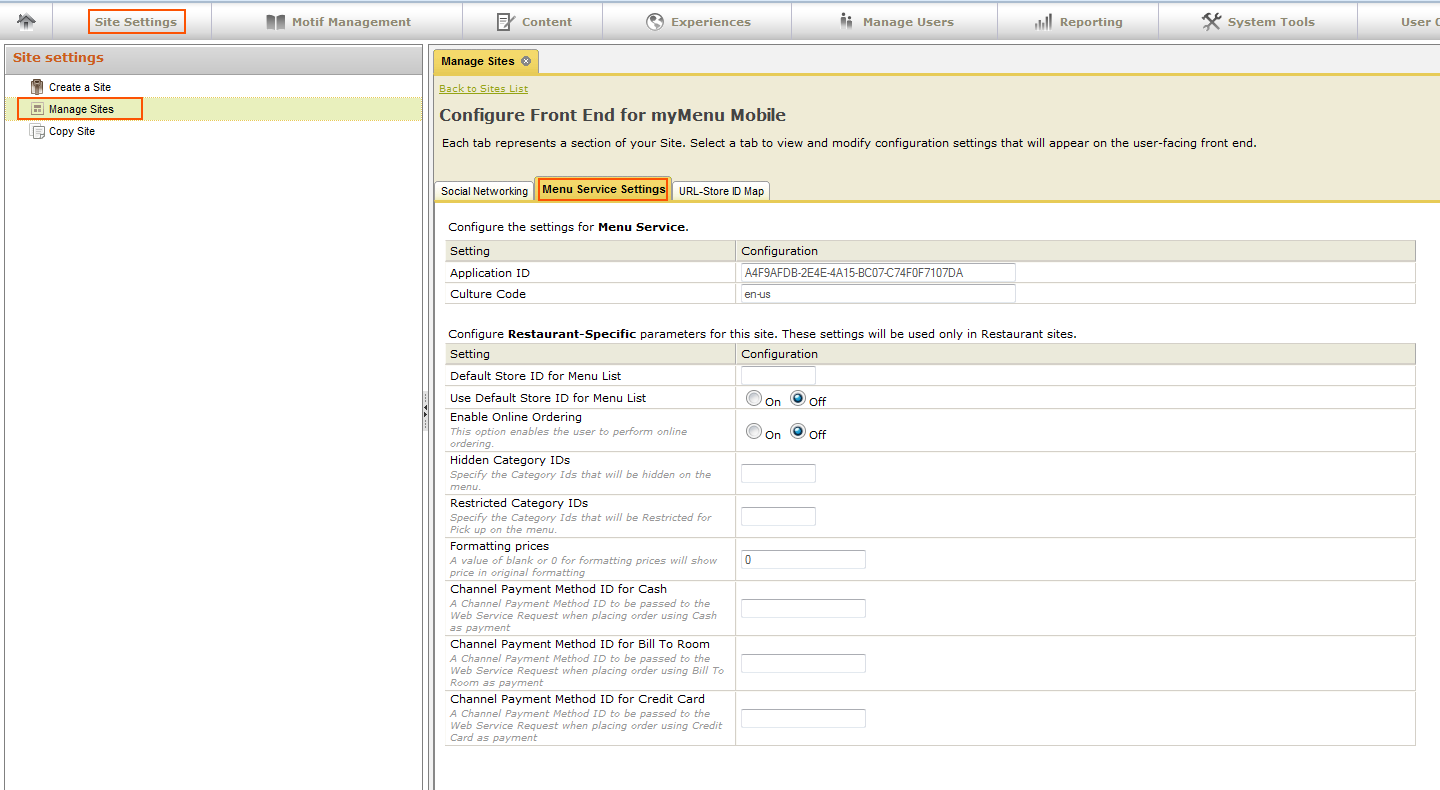 Site Settings
Motif Management
Content
Experiences
Manage Users
Reporting
System Tools
User
Site settings
Create a Site
Manage Sites
Copy Site
Manage Sites
Back to Sites List
Configure Front End for myMenu Mobile
Each tab represents a section of your Site. Select a tab to view and modify configuration settings that will appear on the user-facing front end.
Social Networking
Menu Service Settings
URL-Store ID Map
Configure the settings for Menu Service.
Setting Configuration
Application ID A4F9AFDB-2E4E-4A15-BC07-C74F0F7107DA
Culture Code en-us
Configure Restaurant-Specific parameters for this site. These settings will be used only in Restaurant sites.
Setting Configuration
Default Store ID for Menu List
Use Default Store ID for Menu List On Off
Enable Online Ordering
This option enables the user to perform online
ordering.
On Off
Hidden Category IDs
Specify the Category Ids that will be hidden on the
menu.
Restricted Category IDs
Specify the Category Ids that will be Restricted for
Pick up on the menu.
Formatting prices
A value of blank or 0 for formatting prices will show
price in original formatting
0
Channel Payment Method ID for Cash
A Channel Payment Method ID to be passed to the
Web Service Request when placing order using Cash
as payment
Channel Payment Method ID for Bill To Room
A Channel Payment Method ID to be passed to the
Web Service Request when placing order using Bill To
Room as payment
Channel Payment Method ID for Credit Card
A Channel Payment Method ID to be passed to the
Web Service Request when placing order using Credit
Card as payment